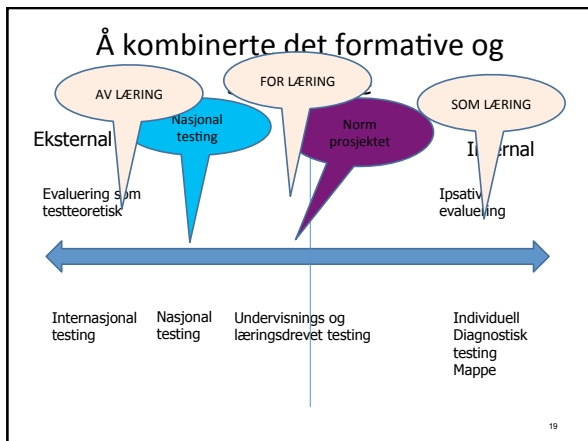 Å kombinerte det formative og
AV LÆRING
FOR LÆRING
SOM LÆRING
Nasjonal
testing
Norm
prosjektet
Eksternal
Evaluering som
testteoretisk
Ipsativ
evaluering
Internasjonal
testing
Nasjonal
testing
Undervisnings og
læringsdrevet testing
Individuell
Diagnostisk
testing
Mappe
19